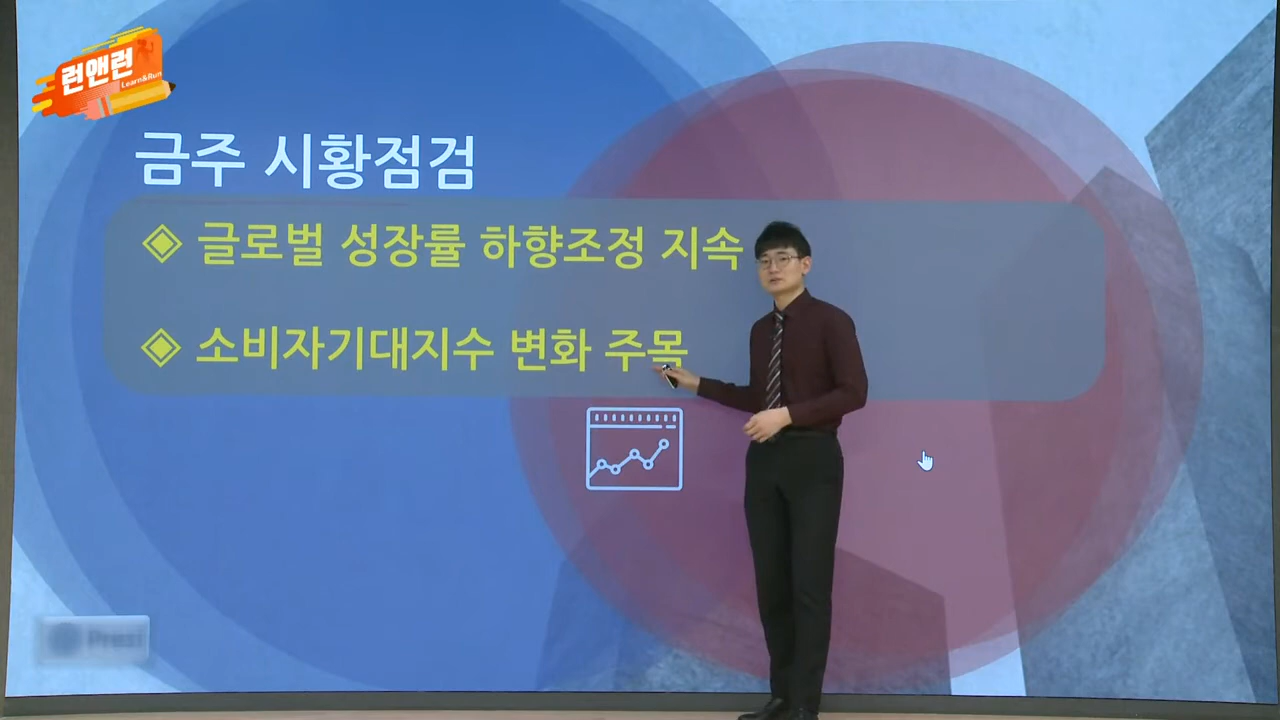 런앤런
Learn&Run
금주 시황점검
◈ 글로벌 성장률 하향조정 지속
◈ 소비자기대지수 변화 주목
Prezi